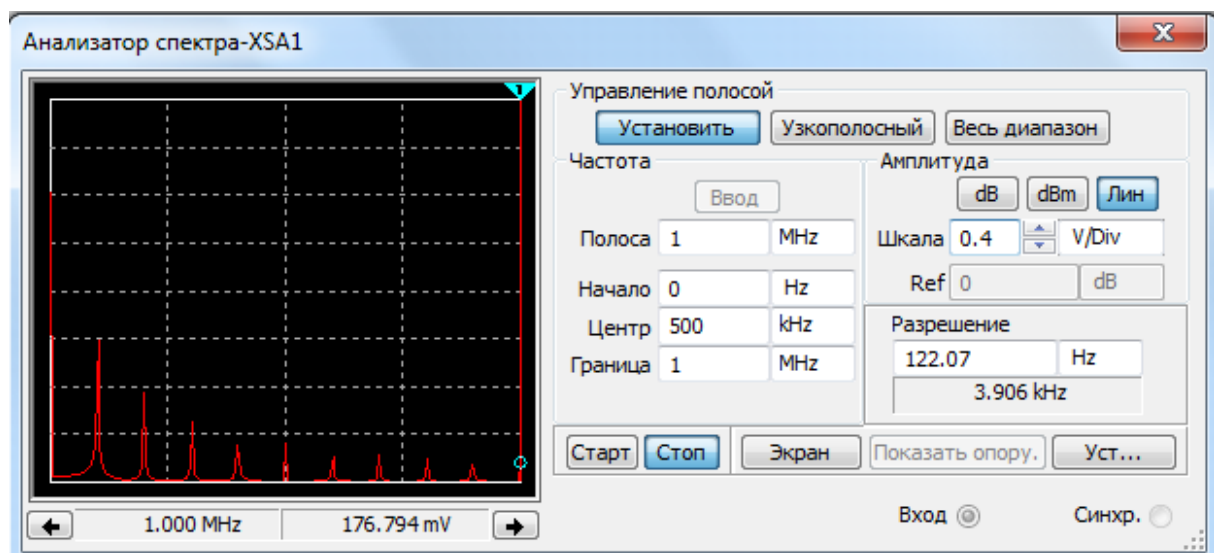 Анализатор спектра-XSA1
X
1
Управление полосой
Установить Узкополосный Весь диапазон
Частота
Ввод
Полоса 1 MHz
Начало 0 Hz
Центр 500 kHz
Граница 1 MHz
Амплитуда
dB dBm Лин
Шкала 0.4 V/Div
Ref 0 dB
Разрешение
122.07 Hz
3.906 kHz
Старт Стоп Экран Показать опору. Уст...
1.000 MHz 176.794 mV
Вход Синхр.